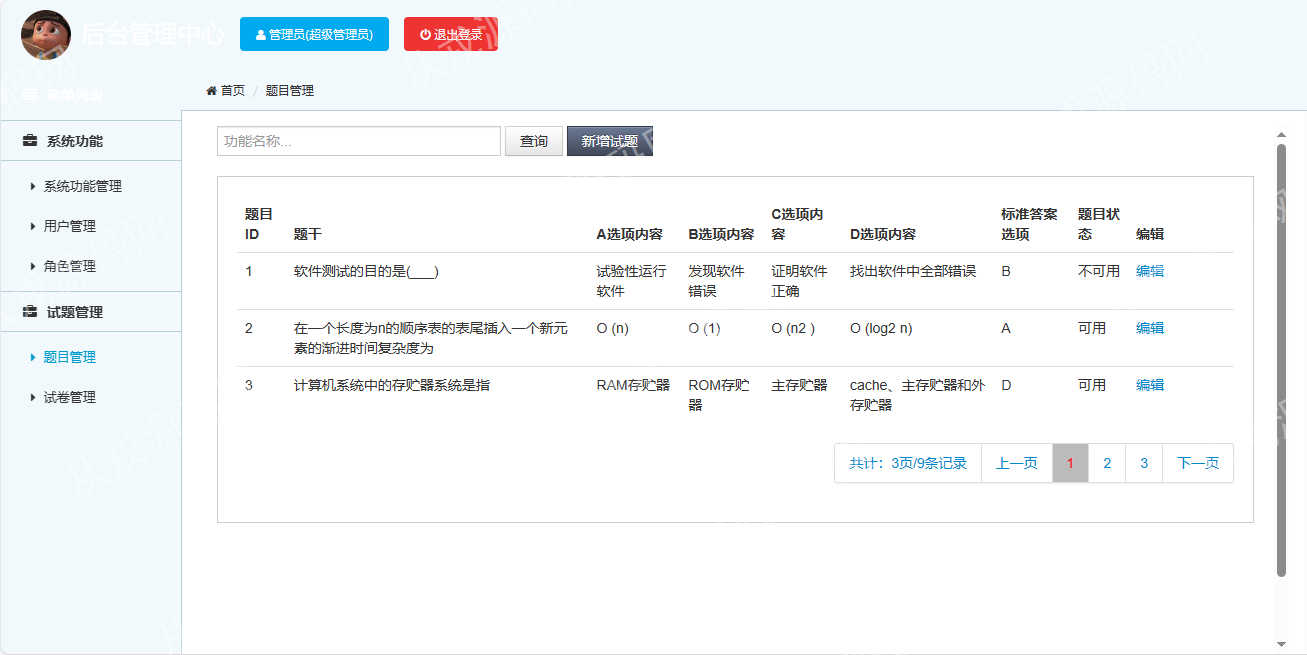 后台管理中心
管理员(超级管理员)
退出登录
菜单列表
首页 / 题目管理
系统功能
系统功能管理
用户管理
角色管理
试题管理
题目管理
试卷管理
功能名称...
查询
新增试题
题目ID 题干 A选项内容 B选项内容 C选项内容 D选项内容 标准答案选项 题目状态 编辑
1 软件测试的目的是(___) 试验性运行软件 发现软件错误 证明软件正确 找出软件中全部错误 B 不可用 编辑
2 在一个长度为n的顺序表的表尾插入一个新元素的渐进时间复杂度为 O (n) O (1) O (n2 ) O (log2 n) A 可用 编辑
3 计算机系统中的存贮器系统是指 RAM存贮器 ROM存贮器 主存贮器 cache、主存贮器和外存贮器 D 可用 编辑
共计：3页/9条记录 上一页 1 2 3 下一页
从戎源码网